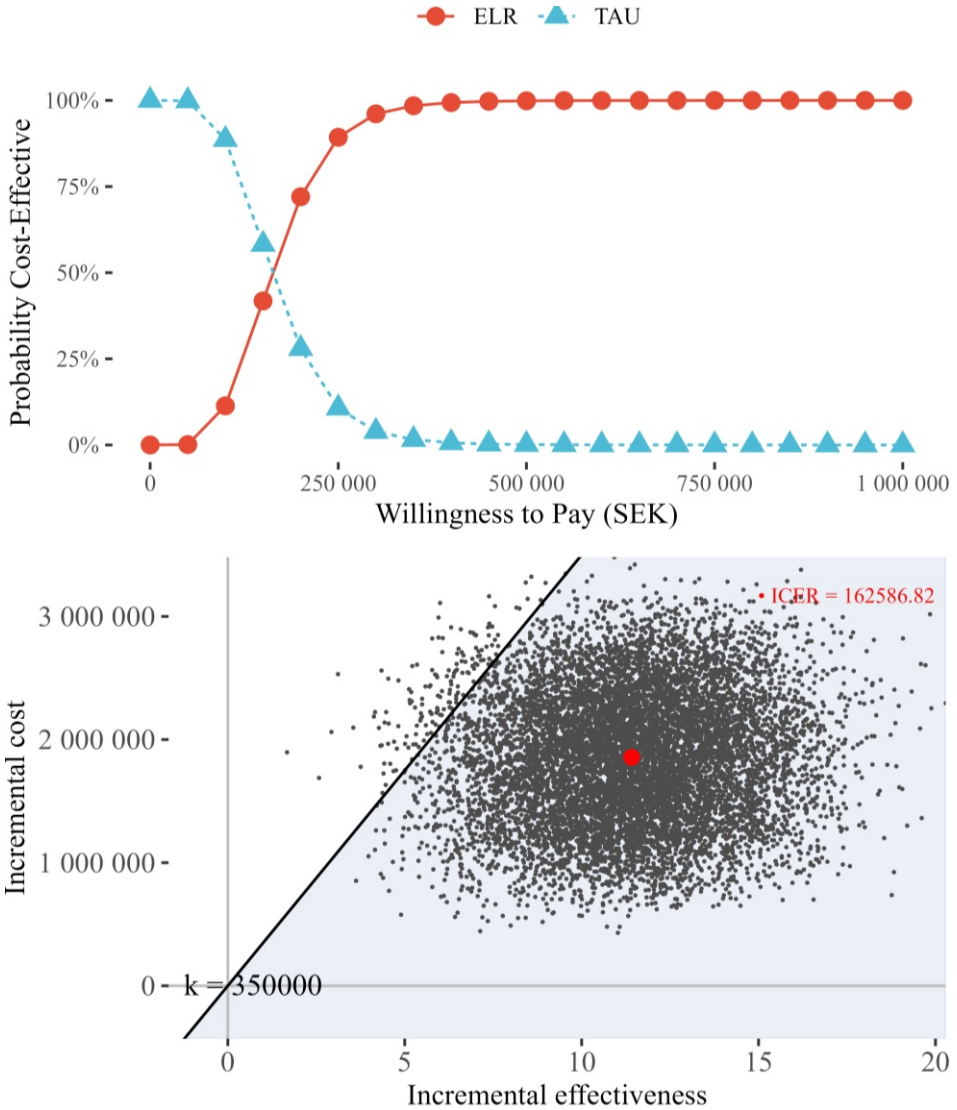 ELR TAU
100%
75%
50%
25%
0%
Probability Cost-Effective
0 250 000 500 000 750 000 1 000 000
Willingness to Pay (SEK)
3 000 000
2 000 000
1 000 000
0
Incremental cost
• ICER = 162586.82
k = 350000
0 5 10 15 20
Incremental effectiveness